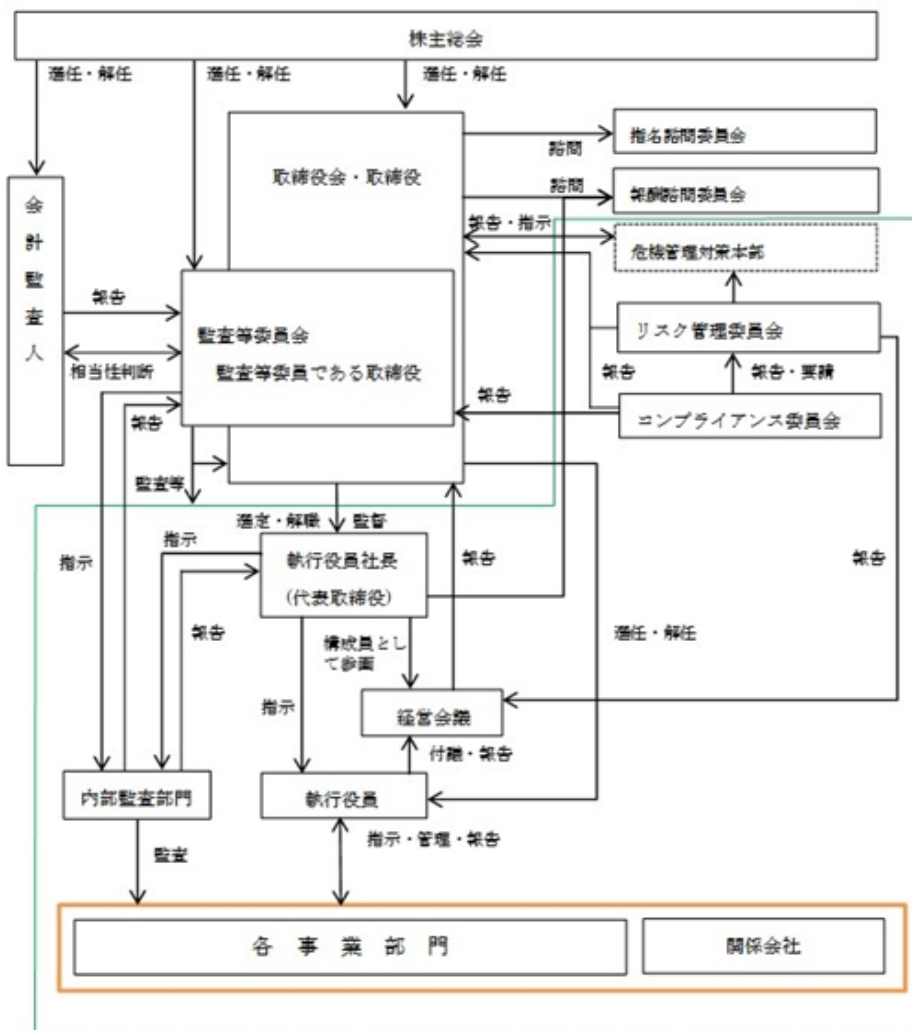 株主総会
選任・解任
選任・解任
選任・解任
指名諮問委員会
諮問
取締役会・取締役
会計監査人
報酬諮問委員会
諮問
報告・指示
危機管理対策本部
報告
監査等委員会
監査等委員である取締役
リスク管理委員会
相当性判断
報告
報告・要請
報告
報告
コンプライアンス委員会
監査等
選定・解職
監督
指示
指示
執行役員社長
(代表取締役)
報告
報告
報告
構成員とし
て参画
選任・解任
指示
経営会議
付議・報告
内部監査部門
執行役員
指示・管理・報告
監査
各事業部門
関係会社